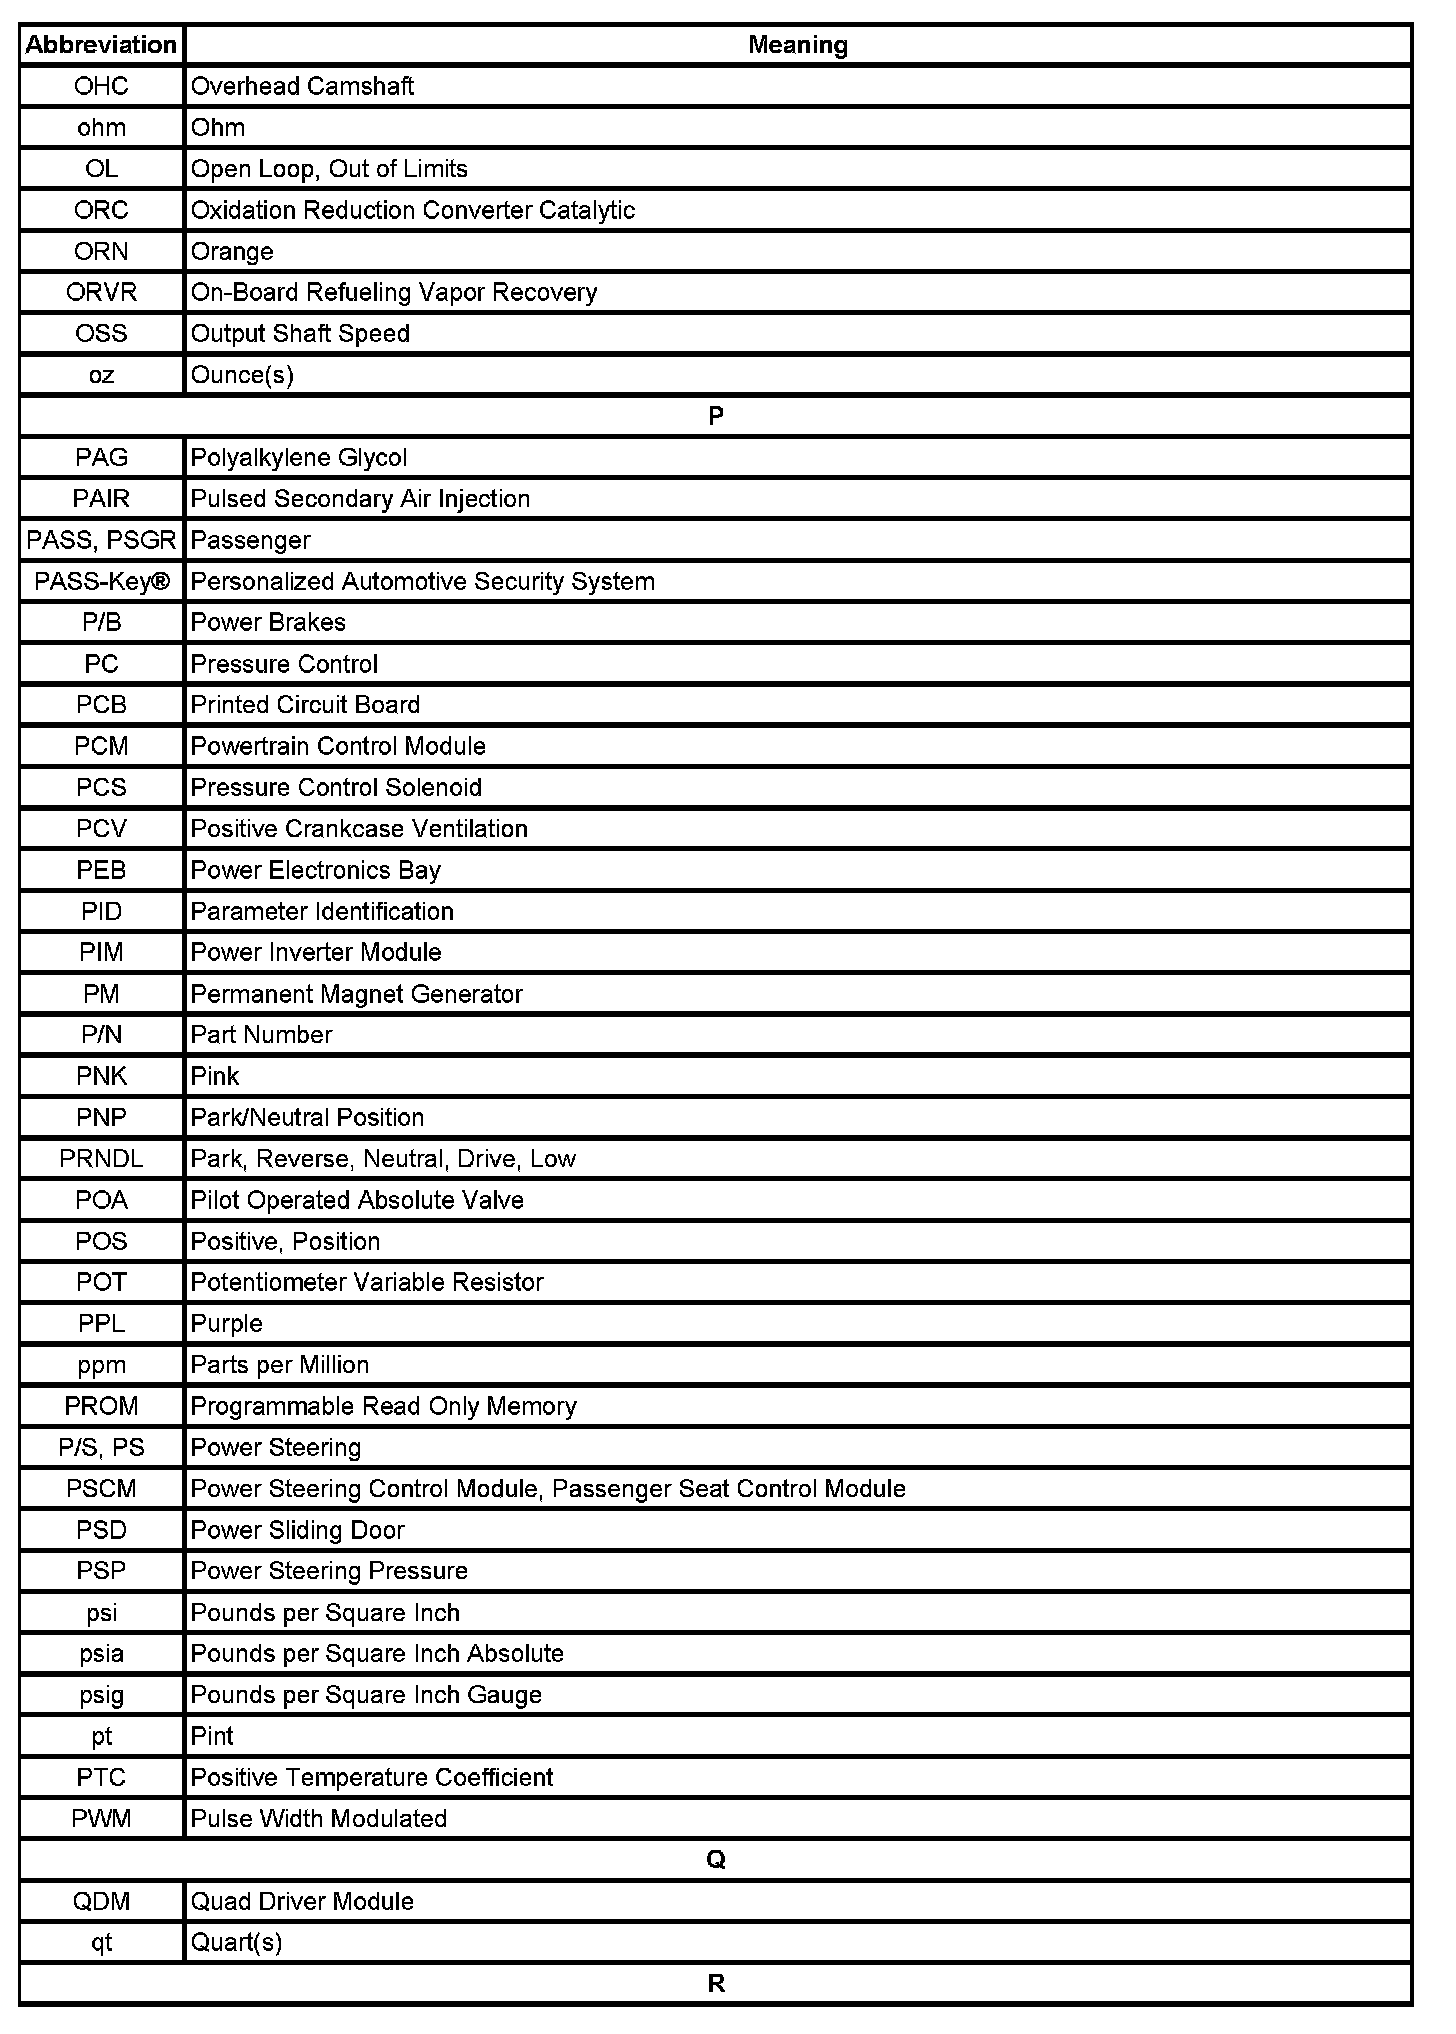 Abbreviation Meaning
OHC Overhead Camshaft
ohm Ohm
OL Open Loop, Out of Limits
ORC Oxidation Reduction Converter Catalytic
ORN Orange
ORVR On-Board Refueling Vapor Recovery
OSS Output Shaft Speed
oz Ounce(s)
P
PAG Polyalkylene Glycol
PAIR Pulsed Secondary Air Injection
PASS, PSGR Passenger
PASS-Key® Personalized Automotive Security System
P/B Power Brakes
PC Pressure Control
PCB Printed Circuit Board
PCM Powertrain Control Module
PCS Pressure Control Solenoid
PCV Positive Crankcase Ventilation
PEB Power Electronics Bay
PID Parameter Identification
PIM Power Inverter Module
PM Permanent Magnet Generator
P/N Part Number
PNK Pink
PNP Park/Neutral Position
PRNDL Park, Reverse, Neutral, Drive, Low
POA Pilot Operated Absolute Valve
POS Positive, Position
POT Potentiometer Variable Resistor
PPL Purple
ppm Parts per Million
PROM Programmable Read Only Memory
P/S, PS Power Steering
PSCM Power Steering Control Module, Passenger Seat Control Module
PSD Power Sliding Door
PSP Power Steering Pressure
psi Pounds per Square Inch
psia Pounds per Square Inch Absolute
psig Pounds per Square Inch Gauge
pt Pint
PTC Positive Temperature Coefficient
PWM Pulse Width Modulated
Q
QDM Quad Driver Module
qt Quart(s)
R